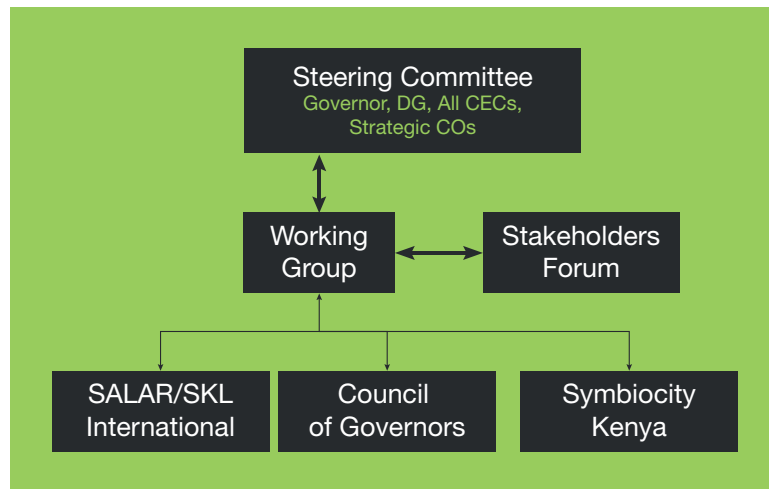 Steering Committee
Governor, DG, All CECs,
Strategic COs
Working
Group
Stakeholders
Forum
SALAR/SKL
International
Council
of Governors
Symbiocity
Kenya